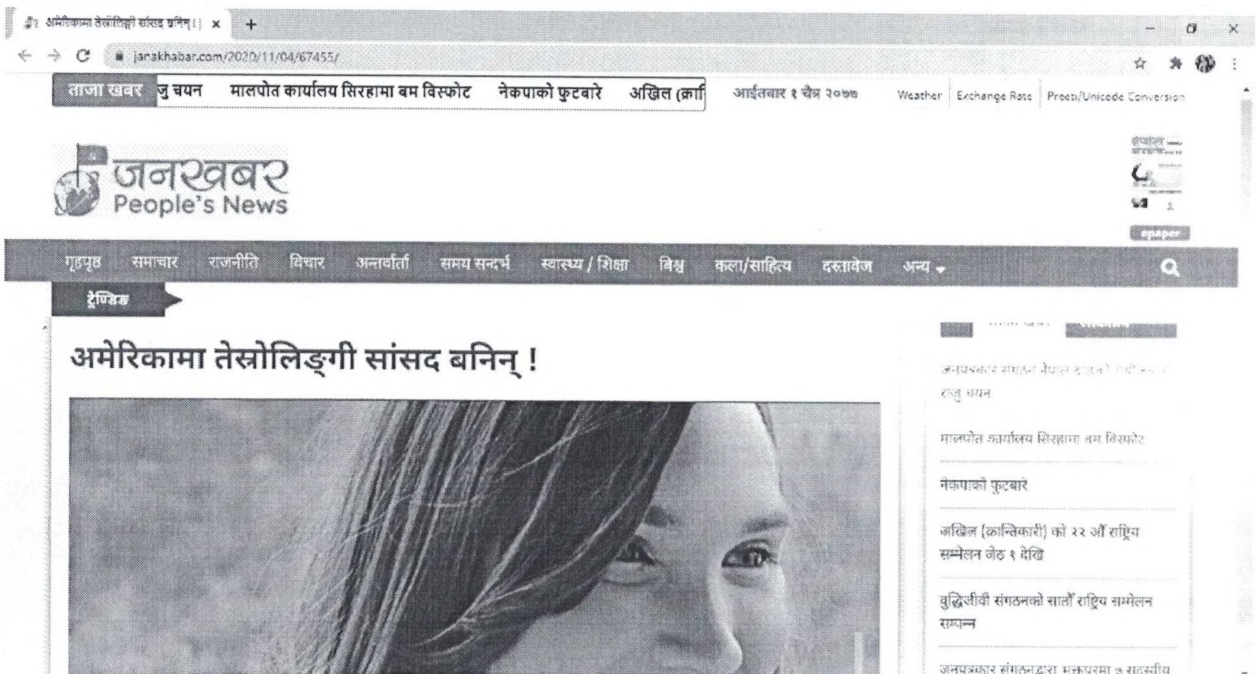 अमेरिकामा तेस्रोलिङ्गी सांसद बनिन् !
janakhabar.com/2020/11/04/67455/
ताजा खबर जु चयन मालपोत कार्यालय सिरहामा बम विस्फोट नेकपाको फुटबारे अखिल (क्रा आईतवार १ चैत्र २०७७ Weather Exchange Rate Preeti/Unicode Conversion
जनखबर
People's News
epaper
गृहपृष्ठ समाचार राजनीति विचार अन्तर्वार्ता समय सन्दर्भ स्वास्थ्य / शिक्षा बिश्व कला/साहित्य दस्तावेज अन्य
ट्रेण्डिङ
अमेरिकामा तेस्रोलिङ्गी सांसद बनिन् !
राजु चयन
मालपोत कार्यालय सिरहामा बम विस्फोट
नेकपाको फुटबारे
अखिल (क्रान्तिकारी) को २२ औँ राष्ट्रिय
सम्मेलन जेठ १ देखि
वुद्धिजीवी संगठनको सातौँ राष्ट्रिय सम्मेलन
सम्पन्न